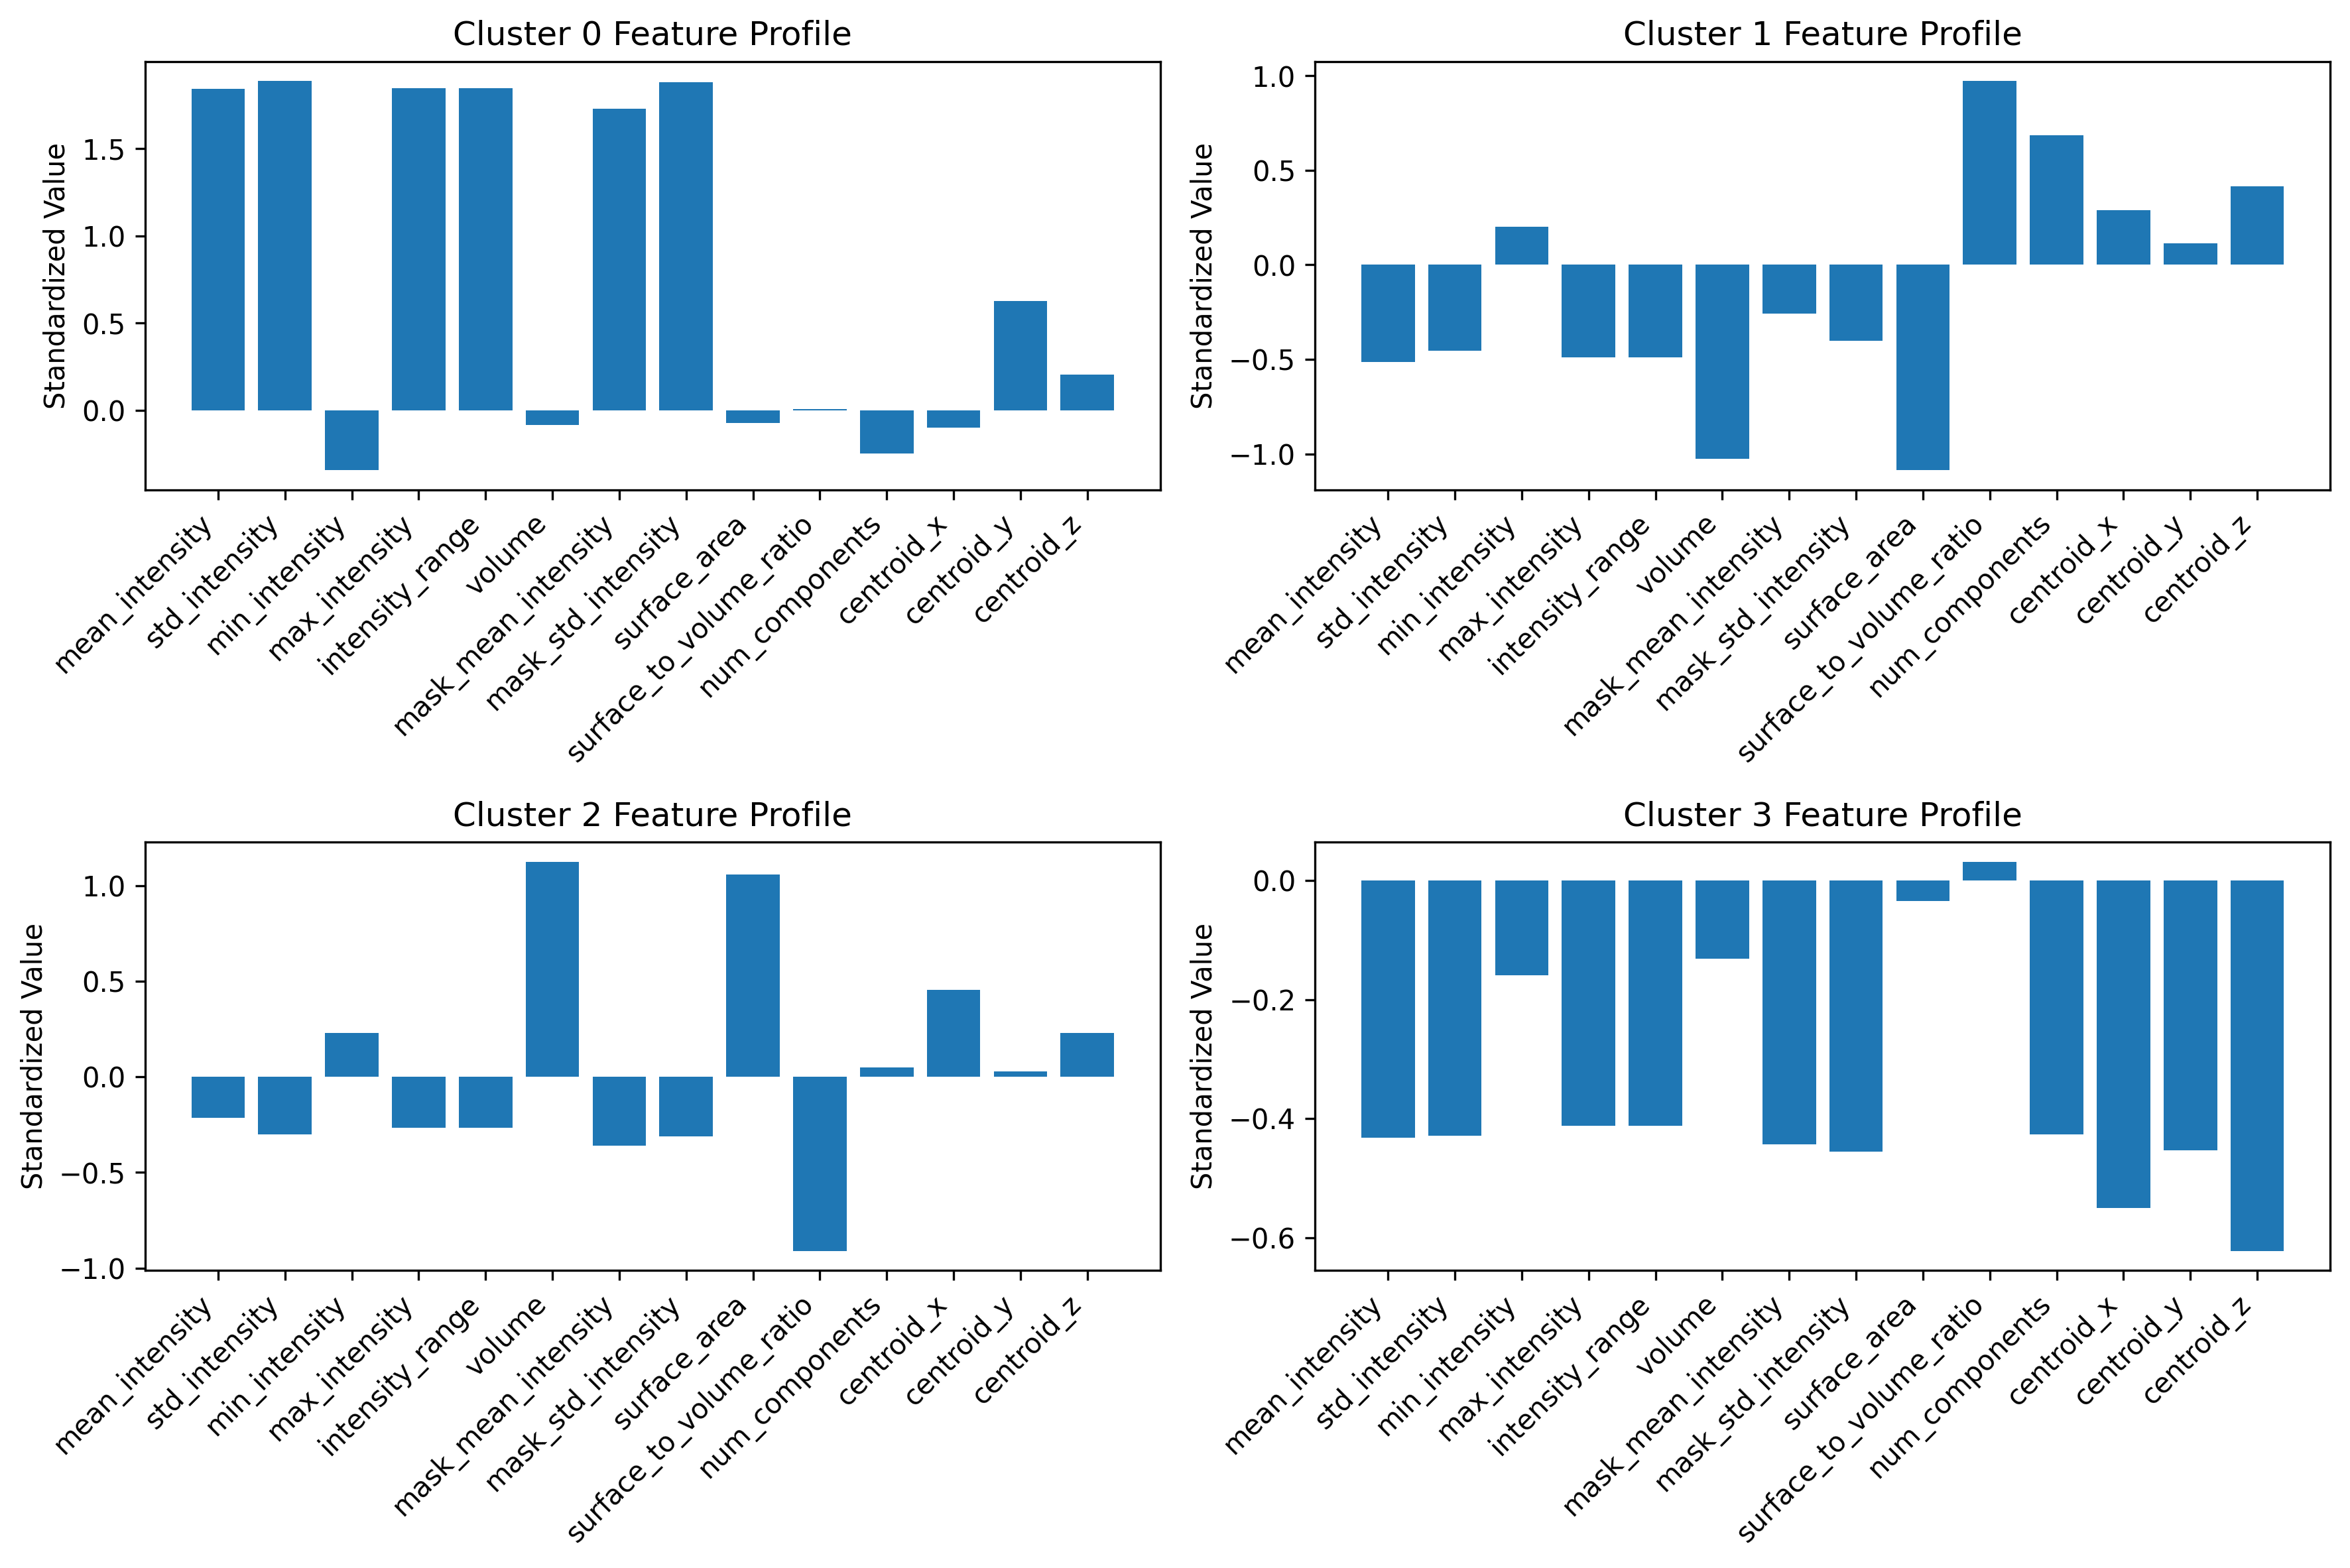 Cluster 0 Feature Profile
Standardized Value
1.5
1.0
0.5
0.0
mean_intensity
std_intensity
min_intensity
max_intensity
intensity_range
volume
mask_mean_intensity
mask_std_intensity
surface_area
surface_to_volume_ratio
num_components
centroid_x
centroid_y
centroid_z
Cluster 1 Feature Profile
Standardized Value
1.0
0.5
0.0
−0.5
−1.0
mean_intensity
std_intensity
min_intensity
max_intensity
intensity_range
volume
mask_mean_intensity
mask_std_intensity
surface_area
surface_to_volume_ratio
num_components
centroid_x
centroid_y
centroid_z
Cluster 2 Feature Profile
Standardized Value
1.0
0.5
0.0
−0.5
−1.0
mean_intensity
std_intensity
min_intensity
max_intensity
intensity_range
volume
mask_mean_intensity
mask_std_intensity
surface_area
surface_to_volume_ratio
num_components
centroid_x
centroid_y
centroid_z
Cluster 3 Feature Profile
Standardized Value
0.0
−0.2
−0.4
−0.6
mean_intensity
std_intensity
min_intensity
max_intensity
intensity_range
volume
mask_mean_intensity
mask_std_intensity
surface_area
surface_to_volume_ratio
num_components
centroid_x
centroid_y
centroid_z